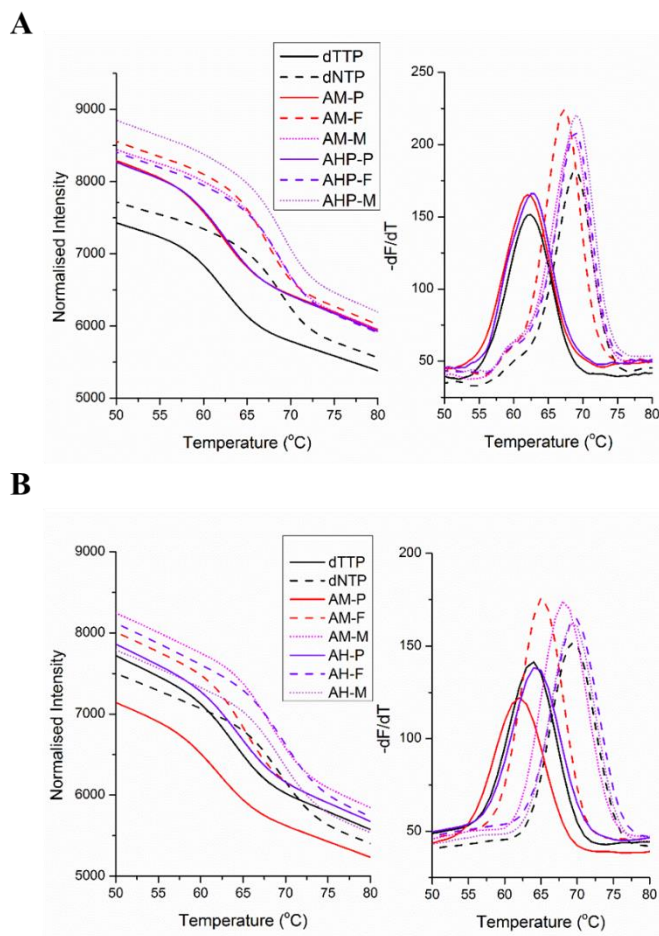 A
dTTP
dNTP
AM-P
AM-F
AM-M
AHP-P
AHP-F
AHP-M
9000
8000
7000
6000
5000
Normalised Intensity
50 55 60 65 70 75 80
Temperature (°C)
250
200
150
100
50
-dF/dT
50 55 60 65 70 75 80
Temperature (°C)
B
dTTP
dNTP
AM-P
AM-F
AM-M
AH-P
AH-F
AH-M
9000
8000
7000
6000
5000
Normalised Intensity
50 55 60 65 70 75 80
Temperature (°C)
200
150
100
50
-dF/dT
50 55 60 65 70 75 80
Temperature (°C)